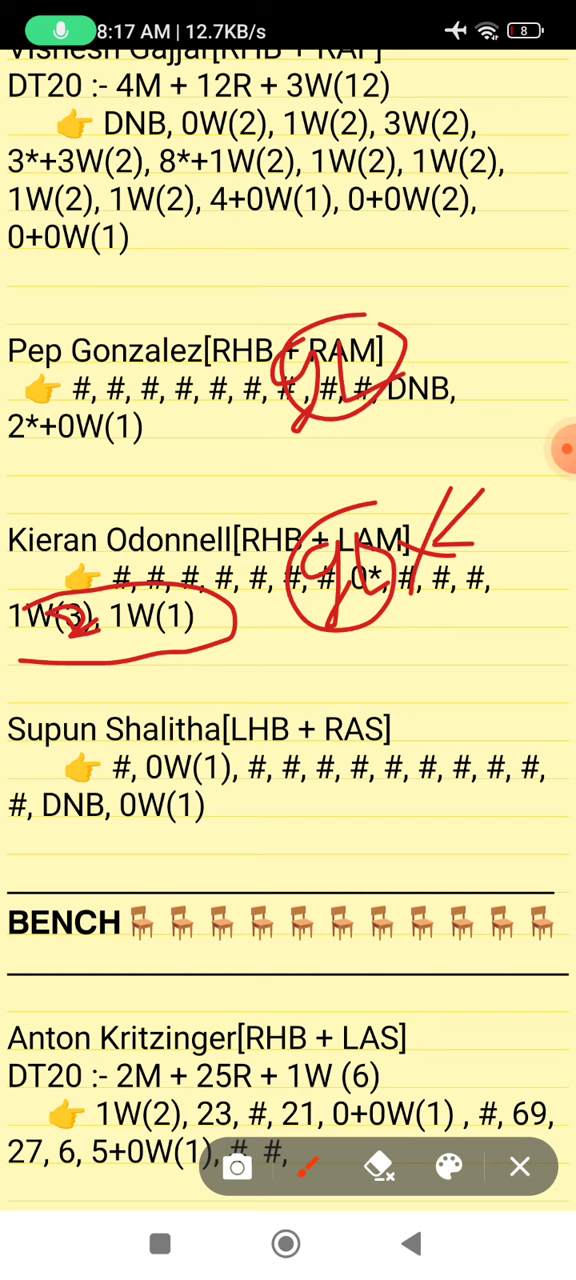 8:17 AM | 12.7KB/s
8
Vishesh Gajjar[RHB + RAF]
DT20 :- 4M + 12R + 3W(12)
👉 DNB, 0W(2), 1W(2), 3W(2),
3*+3W(2), 8*+1W(2), 1W(2), 1W(2),
1W(2), 1W(2), 4+0W(1), 0+0W(2),
0+0W(1)
Pep Gonzalez[RHB + RAM]
👉 #, #, #, #, #, #, # , #, #, DNB,
2*+0W(1)
Kieran Odonnell[RHB + LAM]
👉 #, #, #, #, #, #, #, 0*, #, #, #,
1W(3), 1W(1)
Supun Shalitha[LHB + RAS]
👉 #, 0W(1), #, #, #, #, #, #, #, #, #,
#, DNB, 0W(1)
BENCH🪑🪑🪑🪑🪑🪑🪑🪑🪑🪑🪑
Anton Kritzinger[RHB + LAS]
DT20 :- 2M + 25R + 1W (6)
👉 1W(2), 23, #, 21, 0+0W(1) , #, 69,
27, 6, 5+0W(1), #, #,